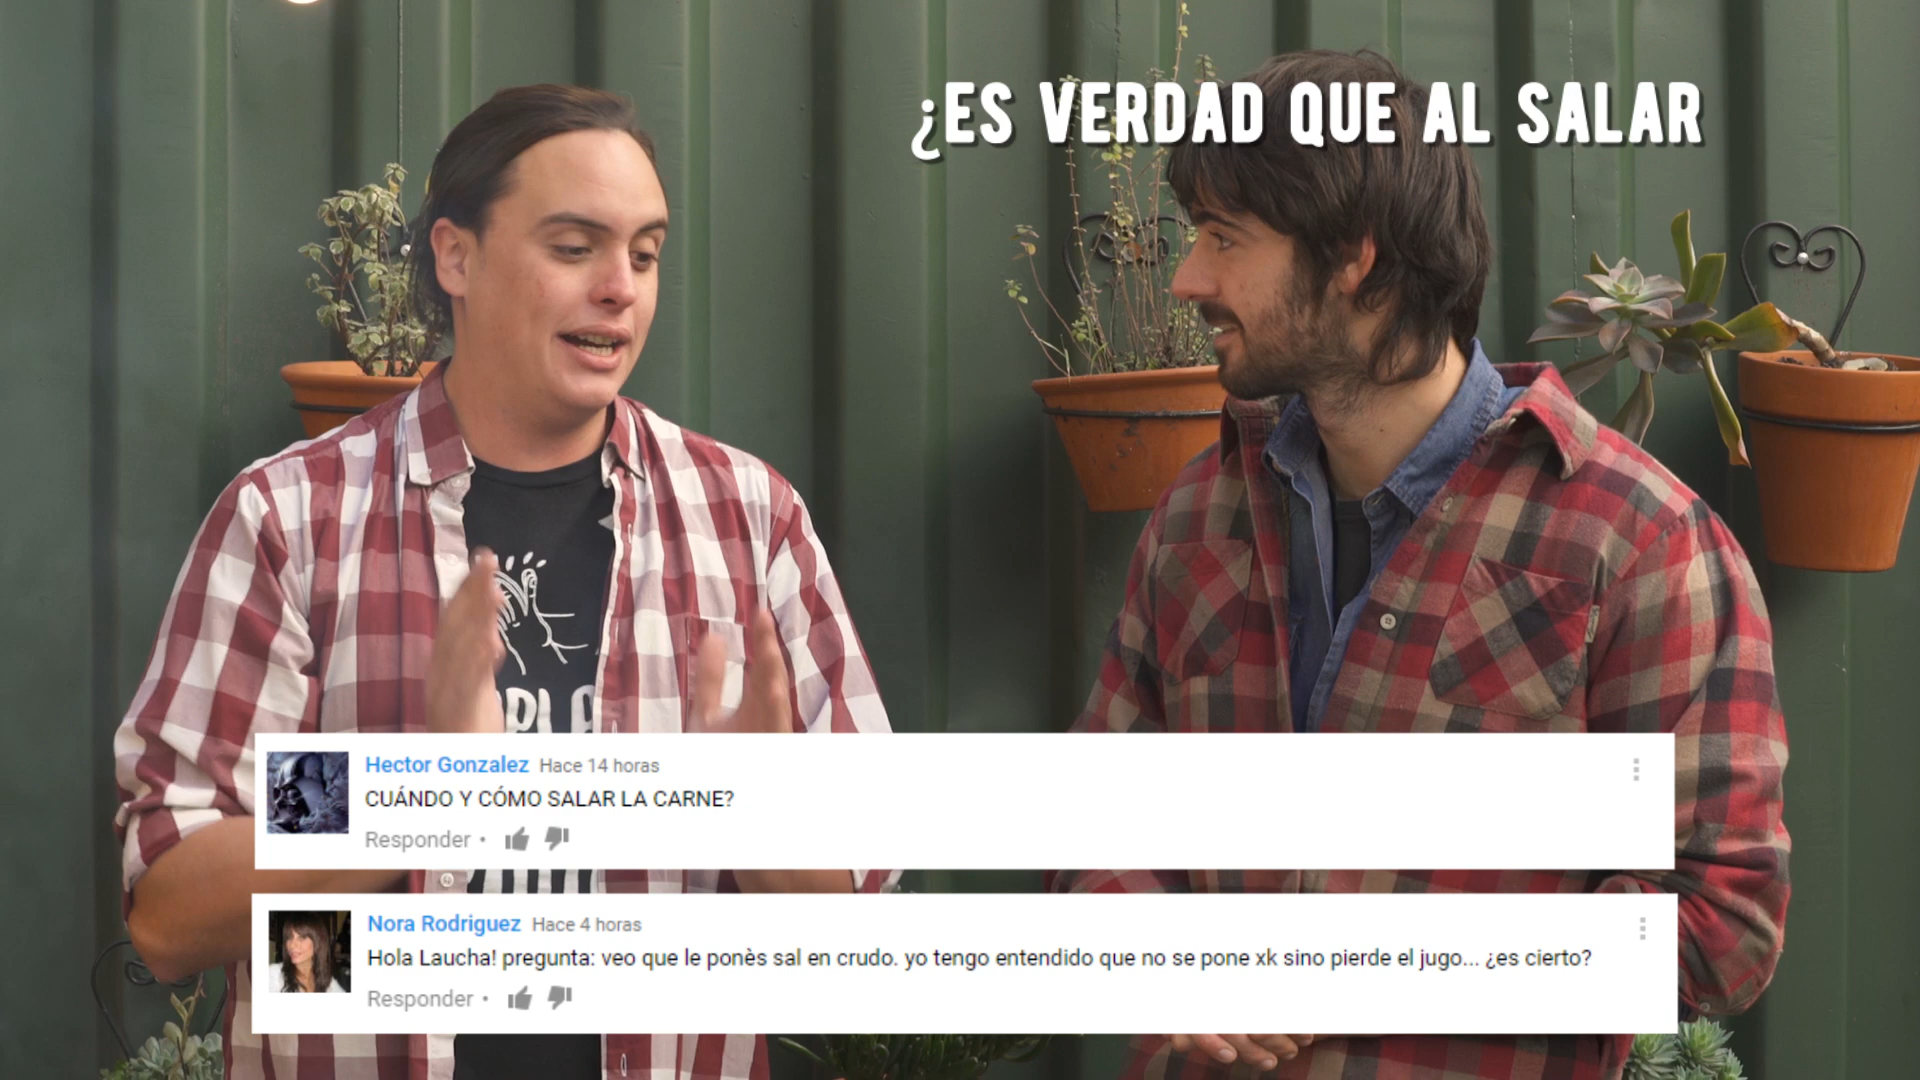 ¿ES VERDAD QUE AL SALAR
Hector Gonzalez Hace 14 horas
CUÁNDO Y CÓMO SALAR LA CARNE?
Responder •
Nora Rodriguez Hace 4 horas
Hola Laucha! pregunta: veo que le ponès sal en crudo. yo tengo entendido que no se pone xk sino pierde el jugo... ¿es cierto?
Responder •